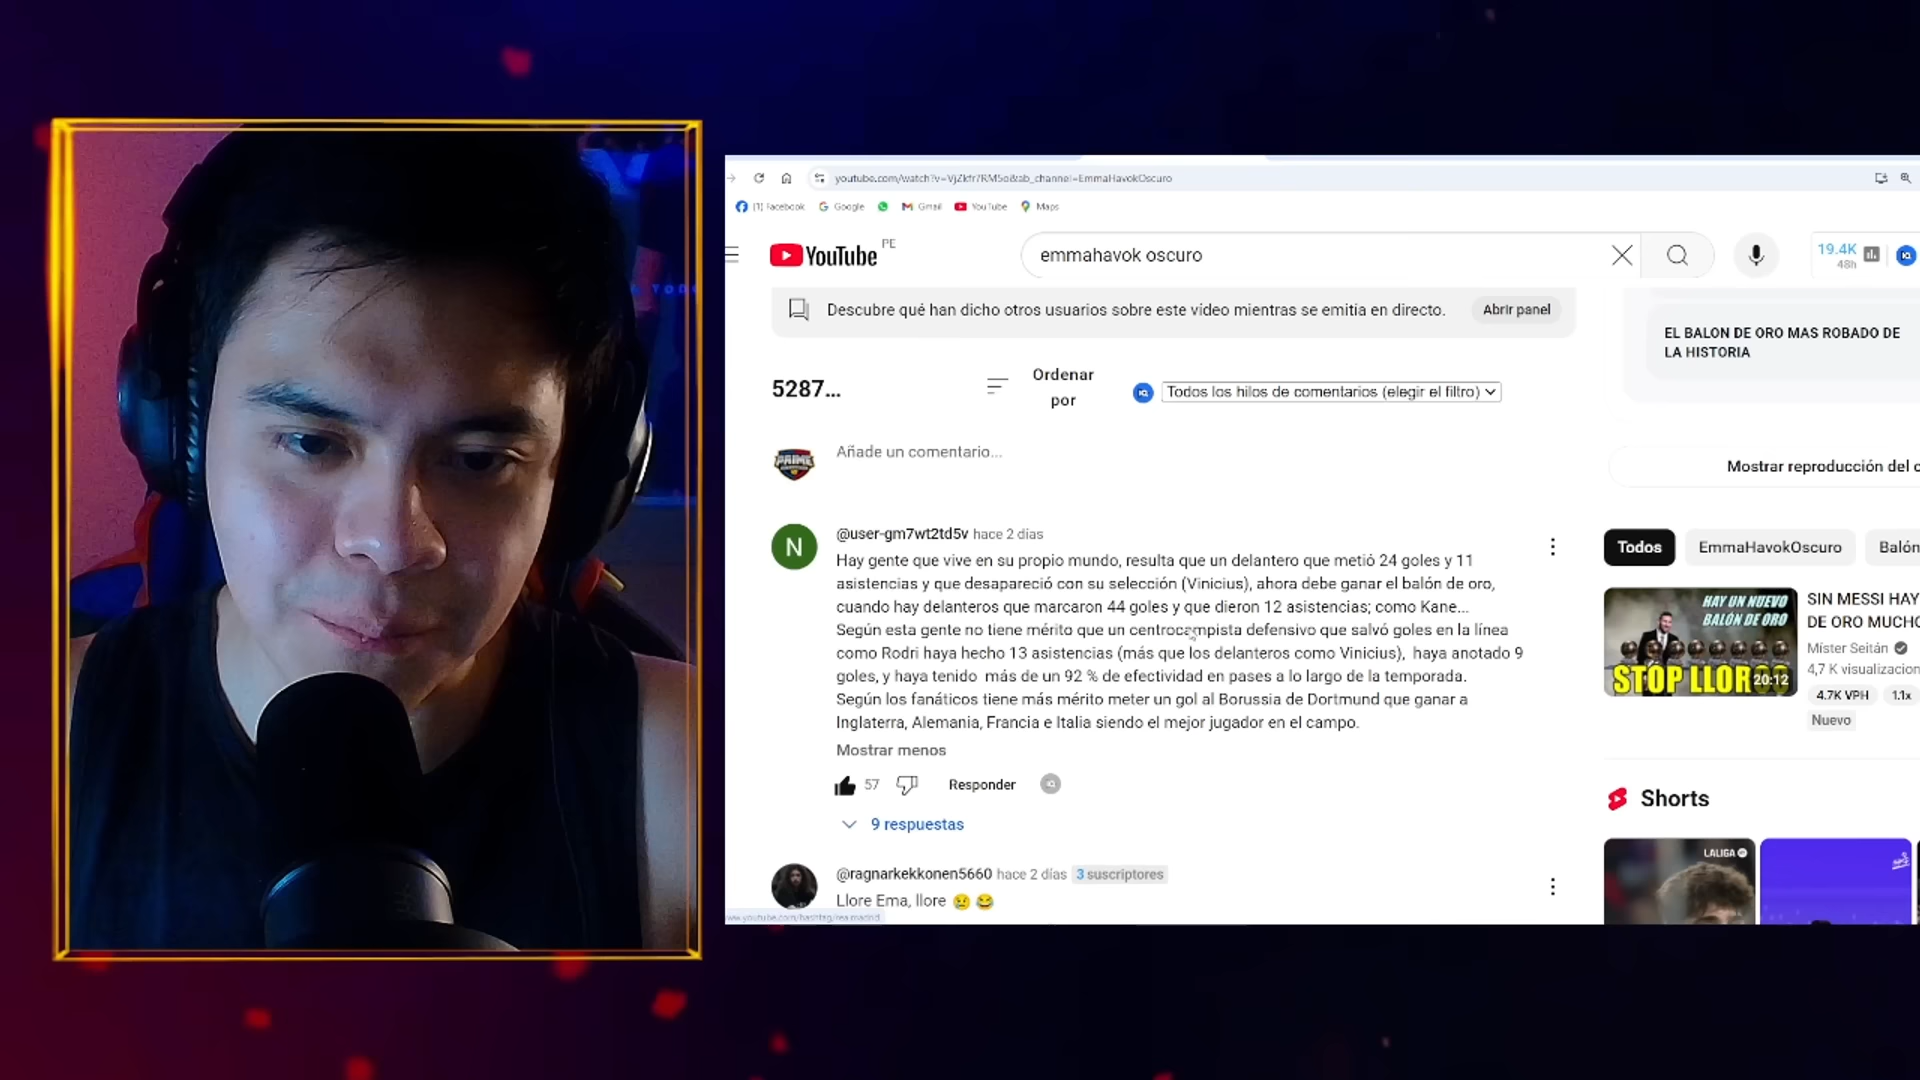 youtube.com/watch?v=VjZkfr7RM5o&ab_channel=EmmaHavokOscuro
(1) Facebook
Google
Gmail
YouTube
Maps
YouTube PE
emmahavok oscuro
19.4K
48h
Descubre qué han dicho otros usuarios sobre este vídeo mientras se emitía en directo.
Abrir panel
EL BALON DE ORO MAS ROBADO DE
LA HISTORIA
5287...
Ordenar
por
Todos los hilos de comentarios (elegir el filtro)
PRIME
Añade un comentario...
Mostrar reproducción del c
N
@user-gm7wt2td5v hace 2 días
Hay gente que vive en su propio mundo, resulta que un delantero que metió 24 goles y 11
asistencias y que desapareció con su selección (Vinicius), ahora debe ganar el balón de oro,
cuando hay delanteros que marcaron 44 goles y que dieron 12 asistencias; como Kane...
Según esta gente no tiene mérito que un centrocampista defensivo que salvó goles en la línea
como Rodri haya hecho 13 asistencias (más que los delanteros como Vinicius), haya anotado 9
goles, y haya tenido más de un 92 % de efectividad en pases a lo largo de la temporada.
Según los fanáticos tiene más mérito meter un gol al Borussia de Dortmund que ganar a
Inglaterra, Alemania, Francia e Italia siendo el mejor jugador en el campo.
Mostrar menos
57
Responder
9 respuestas
@ragnarkekkonen5660 hace 2 días 3 suscriptores
Llore Ema, llore 😢 😂
www.youtube.com/hashtag/realmadrid
Todos
EmmaHavokOscuro
Balón
HAY UN NUEVO
BALON DE ORO
STOP LLOR
20:12
SIN MESSI HAY
DE ORO MUCHO
Míster Seitán
4,7 K visualizacion
4.7K VPH
1.1x
Nuevo
Shorts
LALIGA